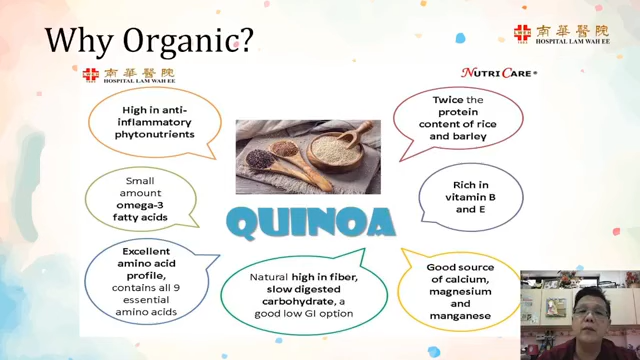 Why Organic?
南華醫院
HOSPITAL LAM WAH EE
南華醫院
HOSPITAL LAM WAH EE
NUTRICARE®
High in anti-
inflammatory
phytonutrients
Twice the
protein
content of rice
and barley
Small
amount
omega-3
fatty acids
Rich in
vitamin B
and E
QUINOA
Excellent
amino acid
profile,
contains all 9
essential
amino acids
Natural high in fiber,
slow digested
carbohydrate, a
good low GI option
Good source
of calcium,
magnesium
and
manganese